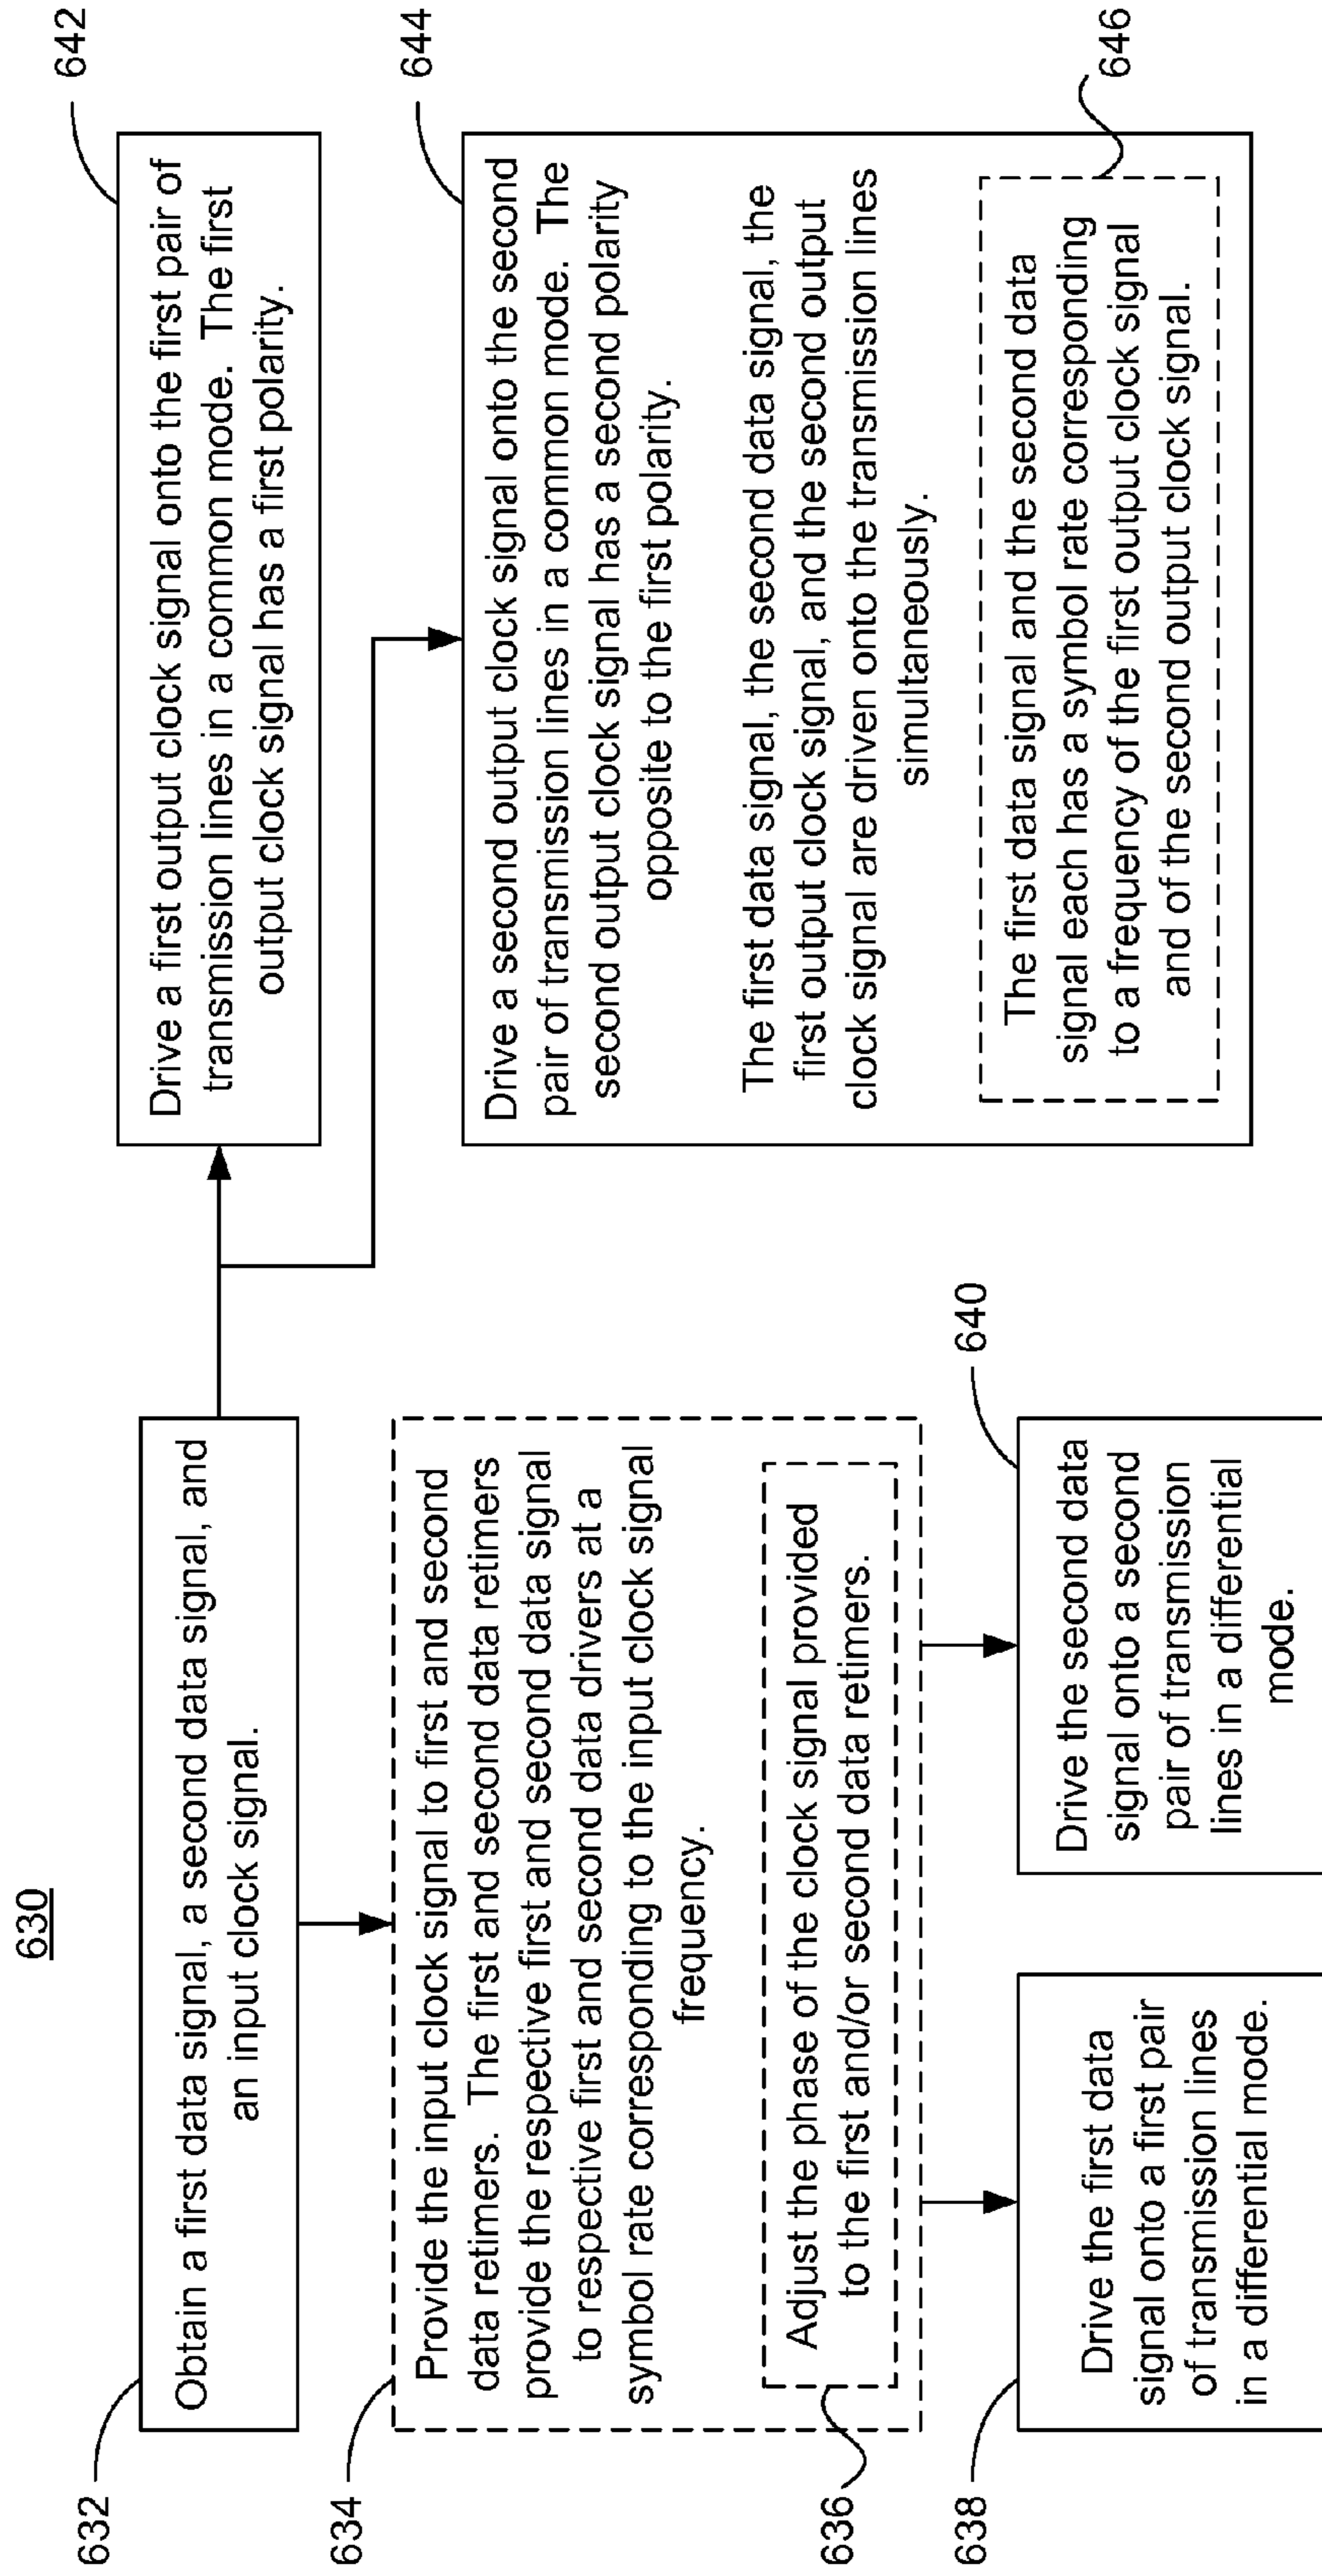 630
632
Obtain a first data signal, a second data signal, and
an input clock signal.
634
Provide the input clock signal to first and second
data retimers. The first and second data retimers
provide the respective first and second data signal
to respective first and second data drivers at a
symbol rate corresponding to the input clock signal
frequency.
636
Adjust the phase of the clock signal provided
to the first and/or second data retimers.
638
Drive the first data
signal onto a first pair
of transmission lines
in a differential mode.
640
Drive the second data
signal onto a second
pair of transmission
lines in a differential
mode.
642
Drive a first output clock signal onto the first pair of
transmission lines in a common mode. The first
output clock signal has a first polarity.
644
Drive a second output clock signal onto the second
pair of transmission lines in a common mode. The
second output clock signal has a second polarity
opposite to the first polarity.
The first data signal, the second data signal, the
first output clock signal, and the second output
clock signal are driven onto the transmission lines
simultaneously.
646
The first data signal and the second data
signal each has a symbol rate corresponding
to a frequency of the first output clock signal
and of the second output clock signal.